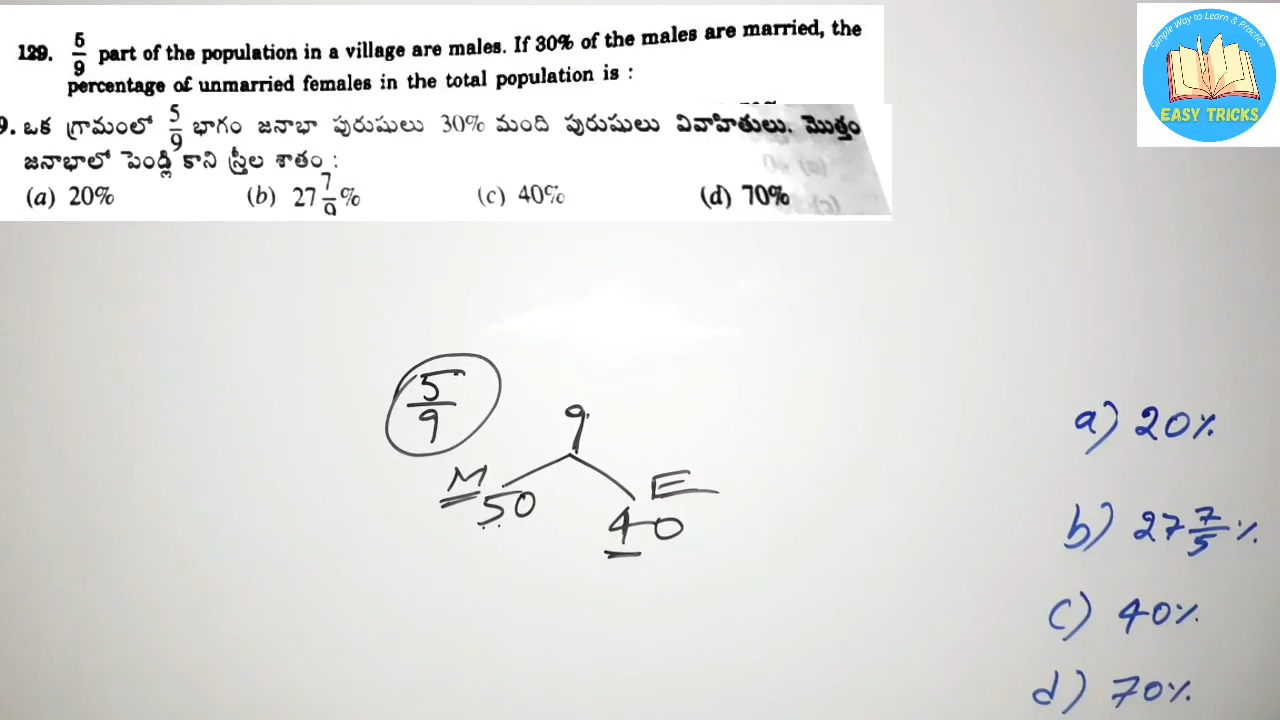 129. 5/9 part of the population in a village are males. If 30% of the males are married, the
percentage of unmarried females in the total population is :
9. ఒక గ్రామంలో 5/9 భాగం జనాభా పురుషులు 30% మంది పురుషులు వివాహితులు. మొత్తం
జనాభాలో పెండ్లి కాని స్త్రీల శాతం :
(a) 20% (b) 27 7/9% (c) 40% (d) 70%
Simple Way to Learn & Practice
EASY TRICKS
5/9
9
M E
50 40
a) 20%
b) 27 7/5 %
c) 40%
d) 70%